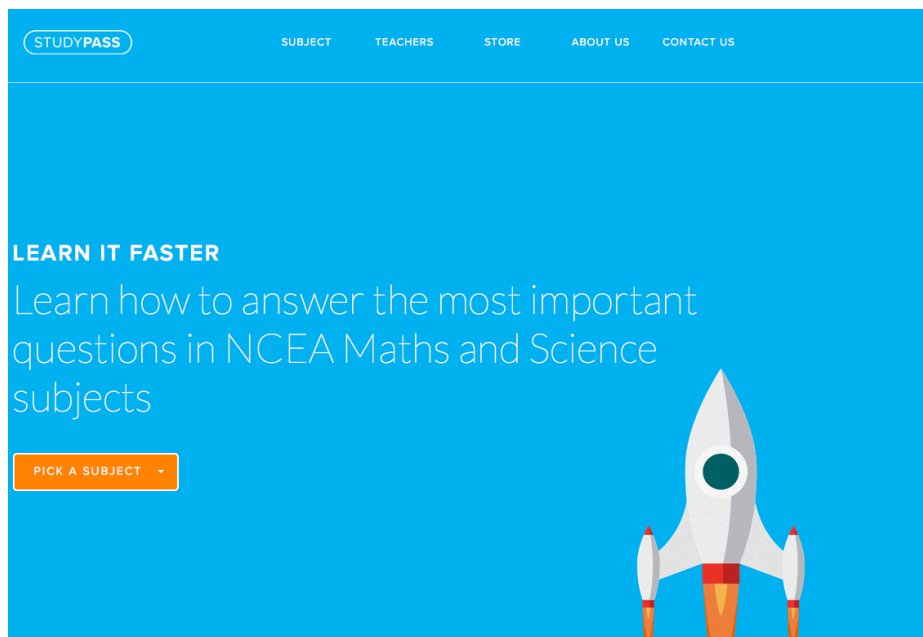 STUDYPASS
SUBJECT TEACHERS STORE ABOUT US CONTACT US
LEARN IT FASTER
Learn how to answer the most important
questions in NCEA Maths and Science
subjects
PICK A SUBJECT